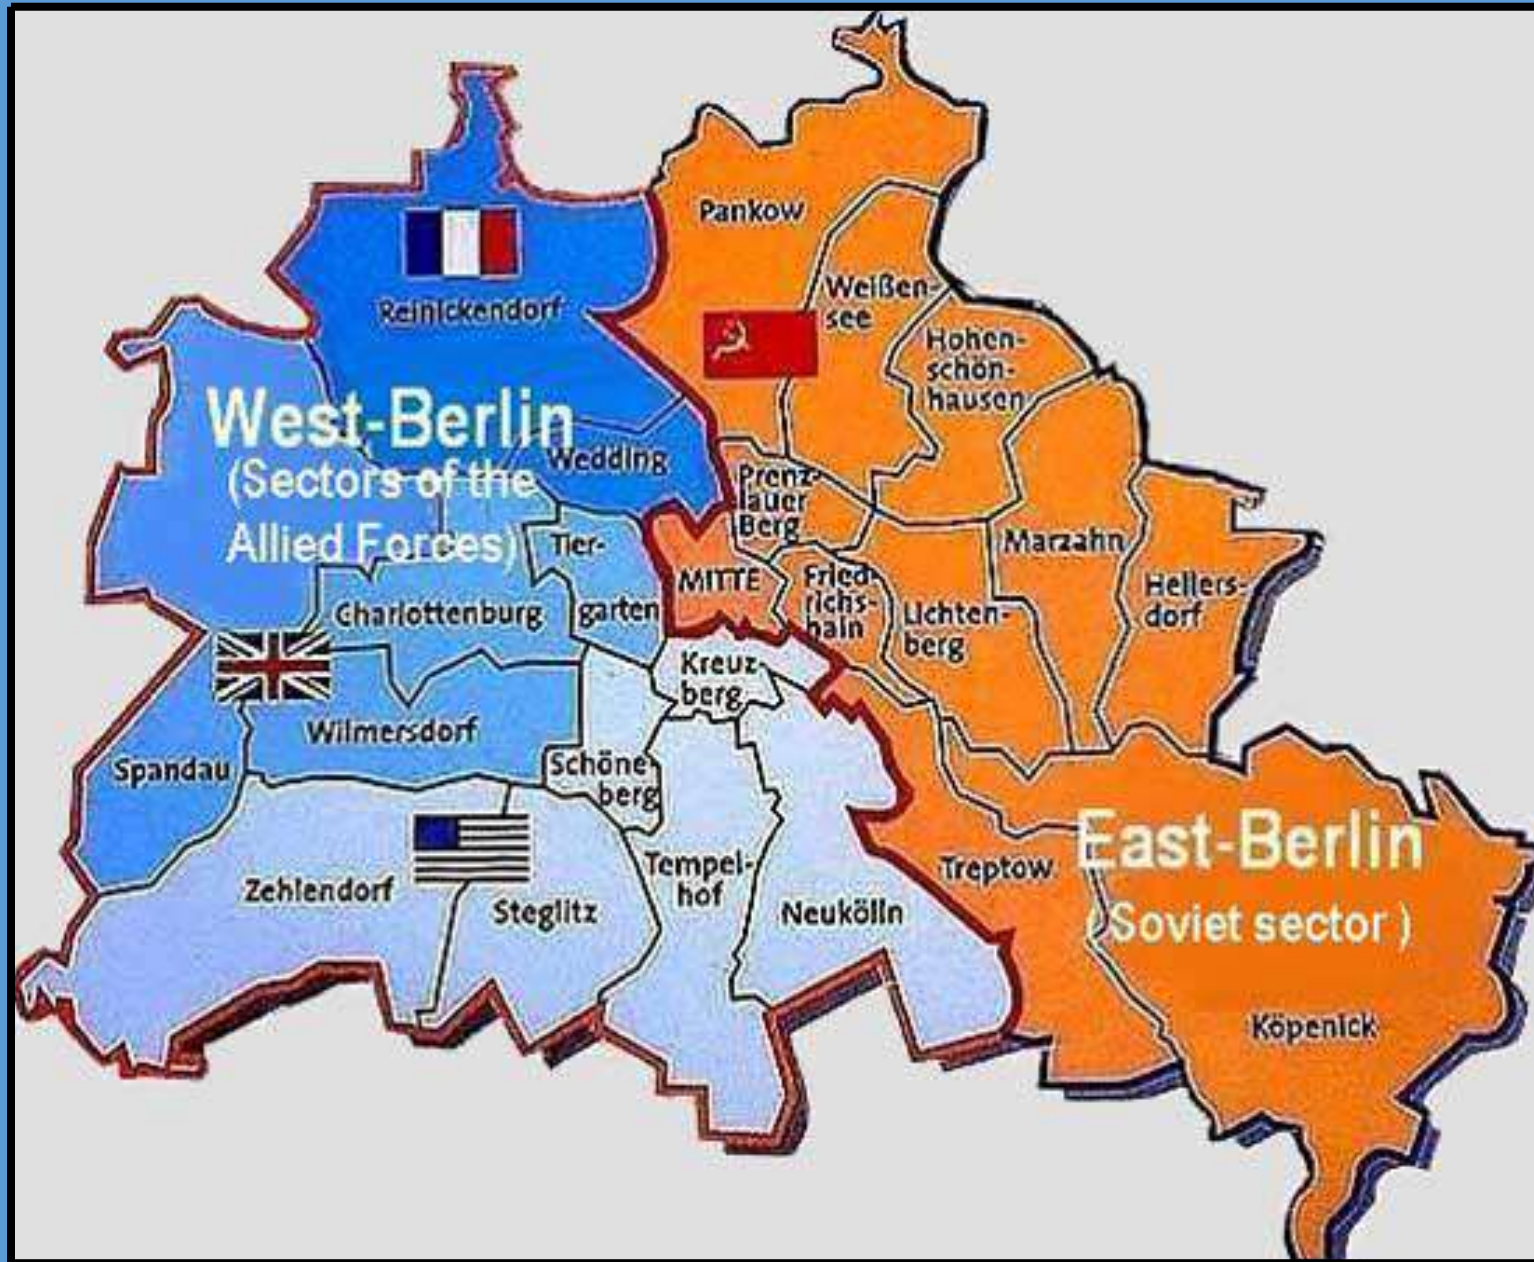 Pankow
Weißen-
see
Reinickendorf
Hohen-
schön-
hausen
West-Berlin
(Sectors of the
Allied Forces)
Wedding
Prenz-
lauer
Berg
Marzahn
Tier-
garten
MITTE
Fried-
richs-
hain
Lichten-
berg
Hellers-
dorf
Charlottenburg
Kreuz-
berg
Wilmersdorf
Spandau
Schöne-
berg
East-Berlin
(Soviet sector)
Zehlendorf
Steglitz
Tempel-
hof
Neukölln
Treptow
Köpenick